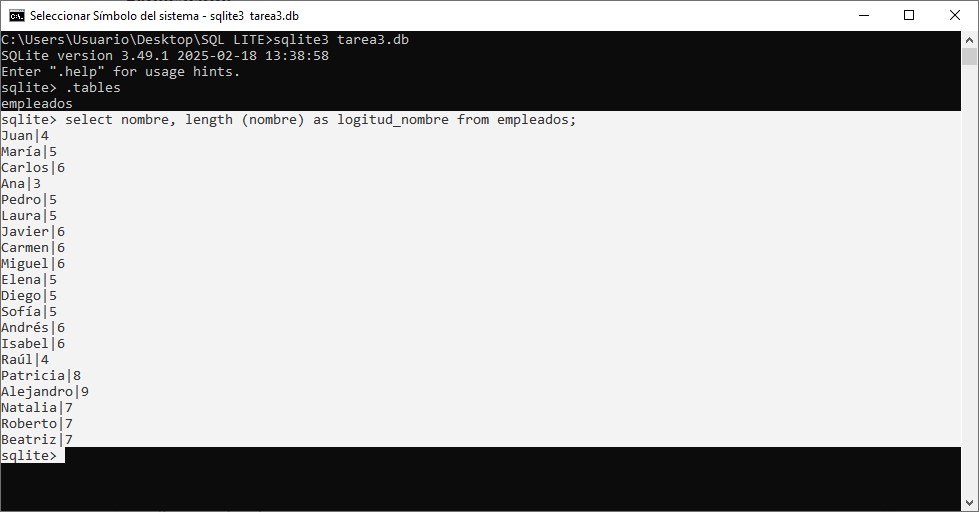 Seleccionar Símbolo del sistema - sqlite3  tarea3.db
C:\Users\Usuario\Desktop\SQL LITE>sqlite3 tarea3.db
SQLite version 3.49.1 2025-02-18 13:38:58
Enter ".help" for usage hints.
sqlite> .tables
empleados
sqlite> select nombre, length (nombre) as logitud_nombre from empleados;
Juan|4
María|5
Carlos|6
Ana|3
Pedro|5
Laura|5
Javier|6
Carmen|6
Miguel|6
Elena|5
Diego|5
Sofía|5
Andrés|6
Isabel|6
Raúl|4
Patricia|8
Alejandro|9
Natalia|7
Roberto|7
Beatriz|7
sqlite>